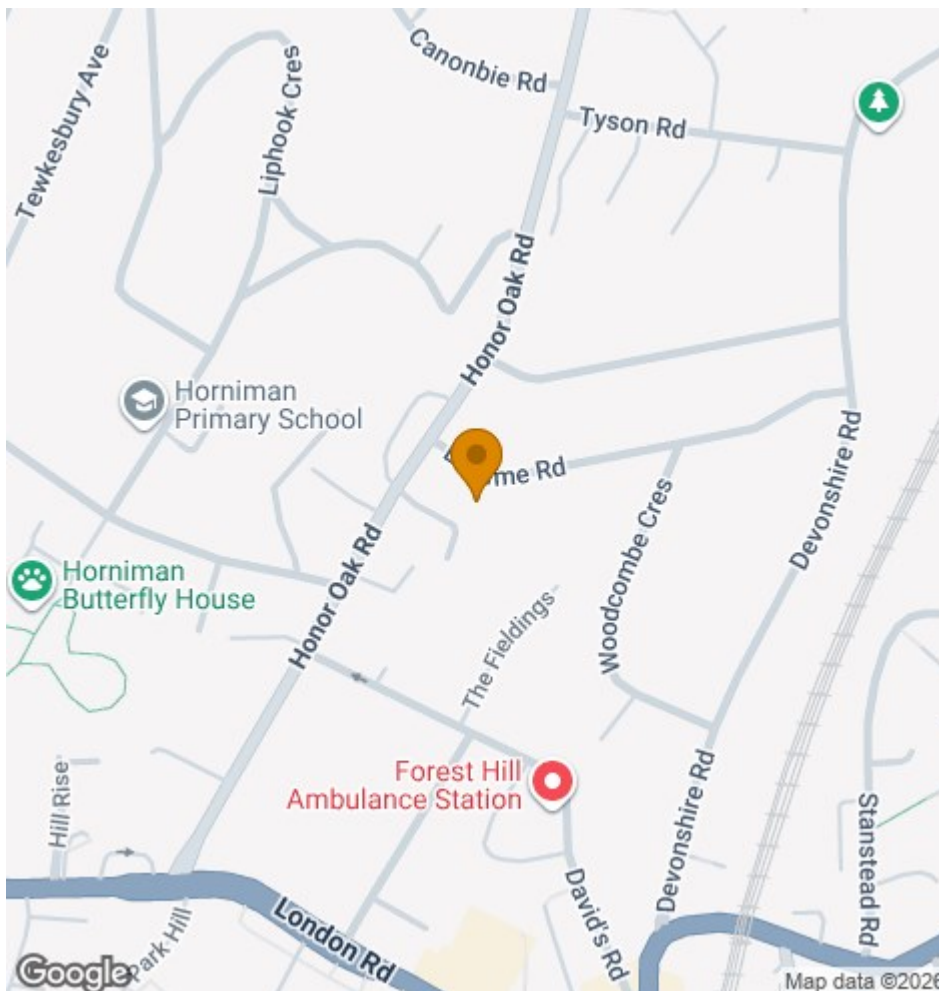 Canonbie Rd
Tewkesbury Ave
Liphook Cres
Tyson Rd
Honor Oak Rd
Horniman
Primary School
me Rd
Devonshire Rd
Woodcombe Cres
Honor Oak Rd
Horniman
Butterfly House
The Fieldings
Forest Hill
Ambulance Station
Hill Rise
Devonshire Rd
Stanstead Rd
London Rd
David's Rd
Park Hill
Google
Map data ©2026